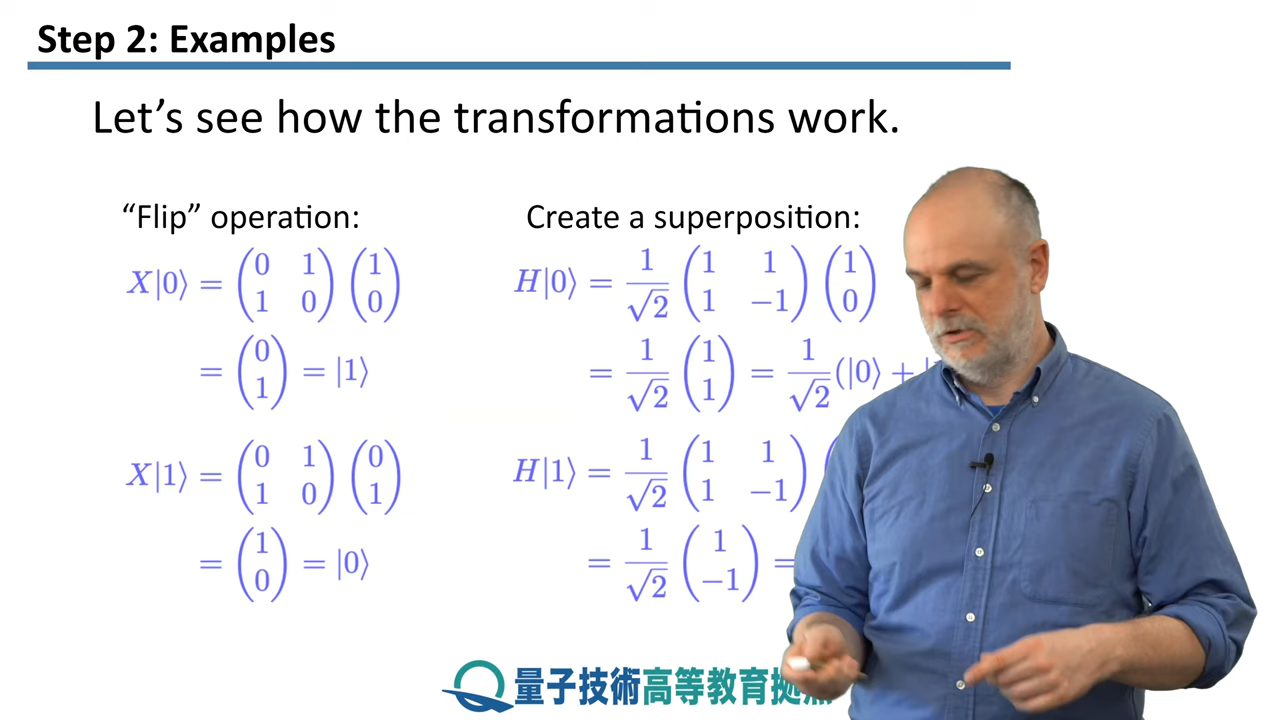 Step 2: Examples
Let's see how the transformations work.
“Flip” operation:
X|0⟩ = (0 1; 1 0) (1; 0)
= (0; 1) = |1⟩
X|1⟩ = (0 1; 1 0) (0; 1)
= (1; 0) = |0⟩
Create a superposition:
H|0⟩ = 1/√2 (1 1; 1 −1) (1; 0)
= 1/√2 (1; 1) = 1/√2 (|0⟩ +
H|1⟩ = 1/√2 (1 1; 1 −1)
= 1/√2 (1; −1) =
量子技術高等教育拠